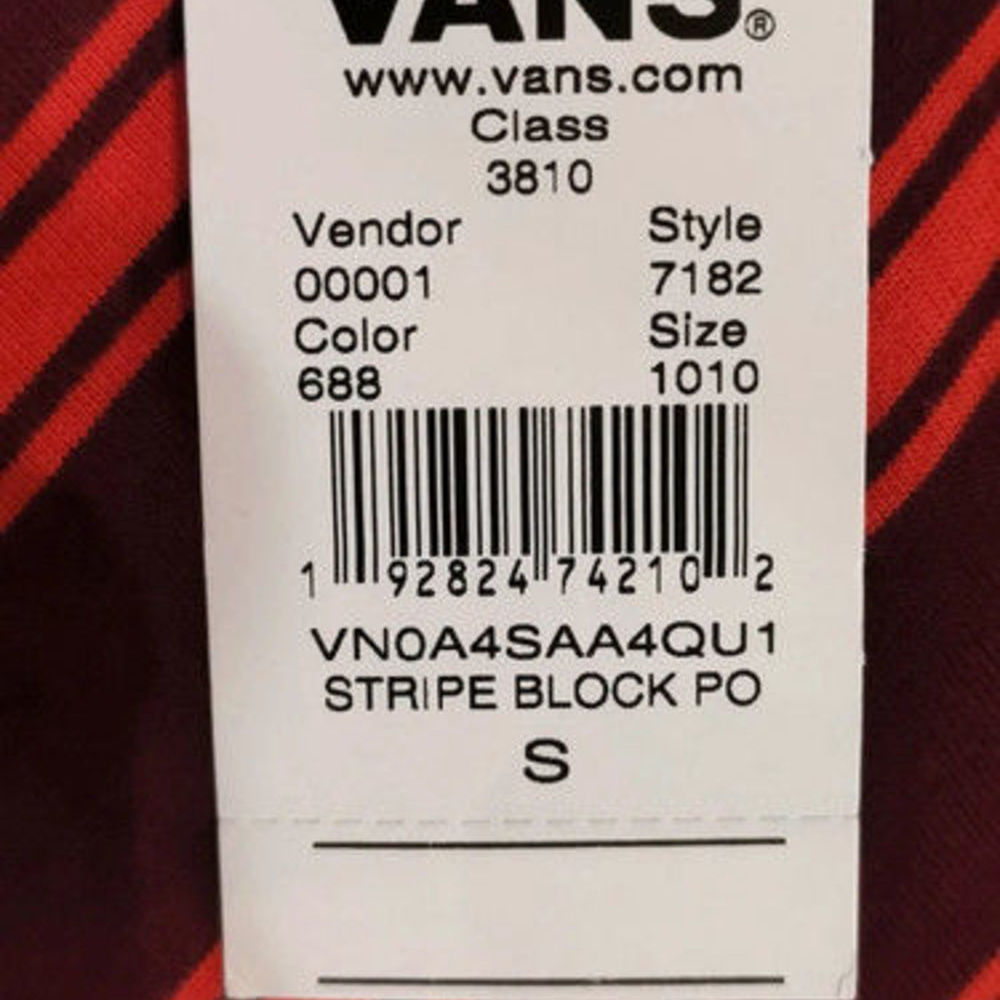 VANS®
www.vans.com
Class
3810
Vendor Style
00001 7182
Color Size
688 1010
1 92824 74210 2
VN0A4SAA4QU1
STRIPE BLOCK PO
S